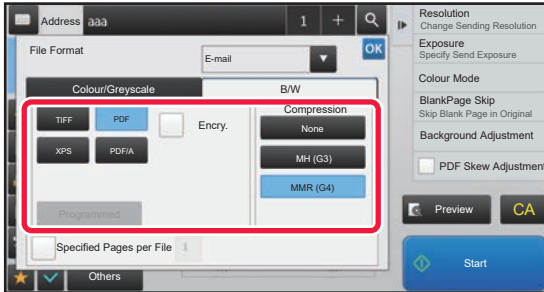 Address aaa 1 +
File Format
E-mail
OK
Colour/Greyscale
B/W
TIFF
PDF
Encry.
XPS
PDF/A
Programmed
Compression
None
MH (G3)
MMR (G4)
Specified Pages per File 1
Others
Resolution
Change Sending Resolution
Exposure
Specify Send Exposure
Colour Mode
BlankPage Skip
Skip Blank Page in Original
Background Adjustment
PDF Skew Adjustment
Preview
CA
Start